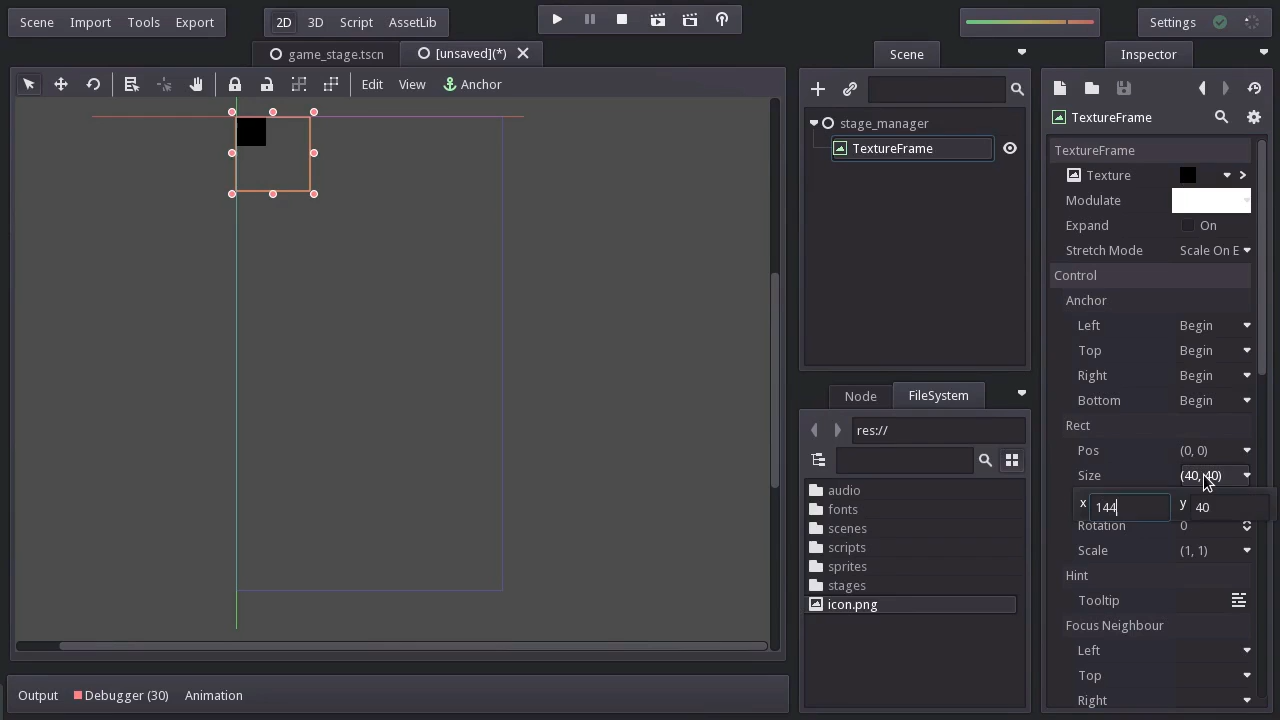 Scene Import Tools Export
2D 3D Script AssetLib
Settings
game_stage.tscn
[unsaved](*)
Edit View Anchor
Output Debugger (30) Animation
Scene
stage_manager
TextureFrame
Node FileSystem
res://
audio
fonts
scenes
scripts
sprites
stages
icon.png
Inspector
TextureFrame
TextureFrame
Texture
Modulate
Expand On
Stretch Mode Scale On E
Control
Anchor
Left Begin
Top Begin
Right Begin
Bottom Begin
Rect
Pos (0, 0)
Size (40, 40)
x 144 y 40
Rotation 0
Scale (1, 1)
Hint
Tooltip
Focus Neighbour
Left
Top
Right